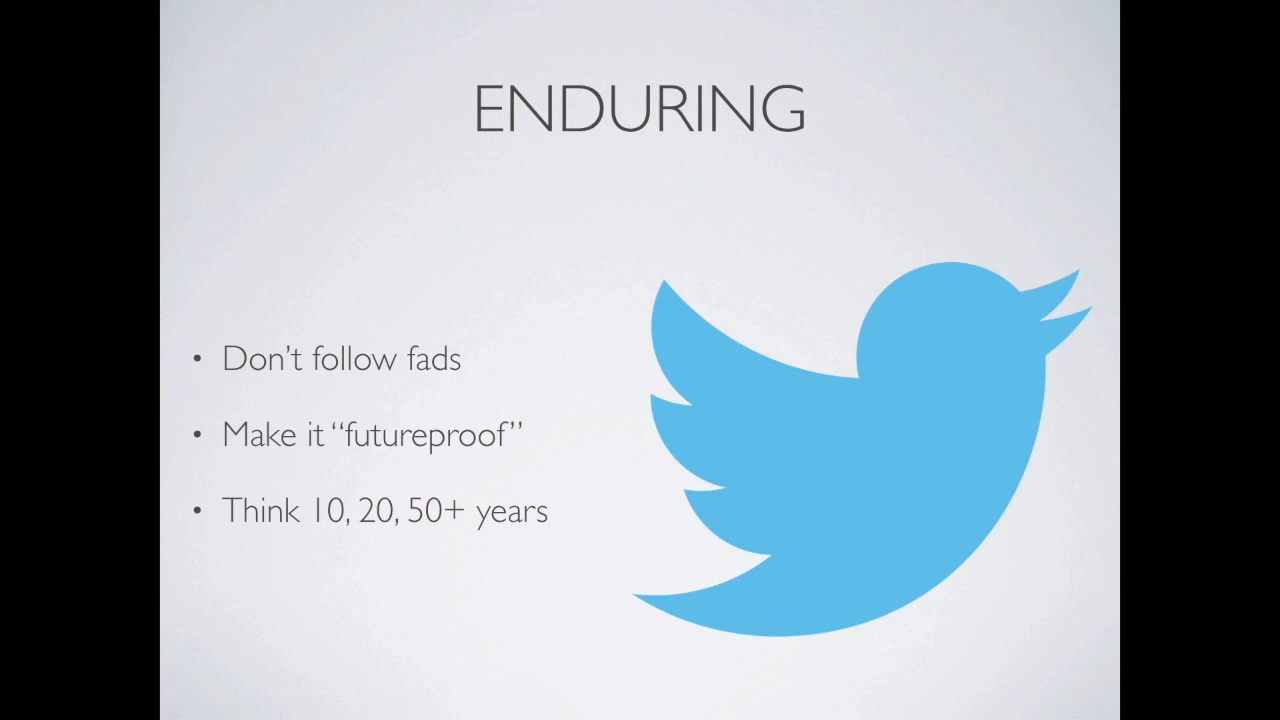 ENDURING
• Don’t follow fads
• Make it “futureproof”
• Think 10, 20, 50+ years